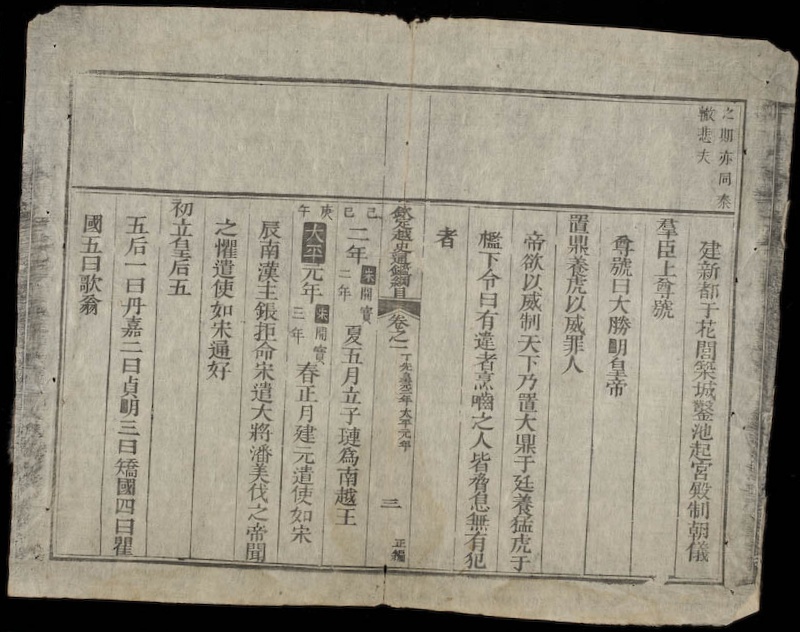 之期亦同秦
轍悲夫
建新都于花閭築城鑿池起宮殿制朝儀
羣臣上尊號
尊號曰大勝明皇帝
置鼎養虎以威罪人
帝欲以威制天下乃置大鼎于廷養猛虎于
檻下令曰有違者烹嚙之人皆脅息無有犯
者
欽定越史通鑑綱目 卷之一 丁先皇 二年太平元年 三 正編
己巳 二年 宋開寶二年 夏五月立子璉爲南越王
庚午 太平元年 宋開寶三年 春正月建元遣使如宋
辰南漢主鋹拒命宋遣大將潘美伐之帝聞
之懼遣使如宋通好
初立皇后五
五后一曰丹嘉二曰貞明三曰矯國四曰瞿
國五曰歌翁